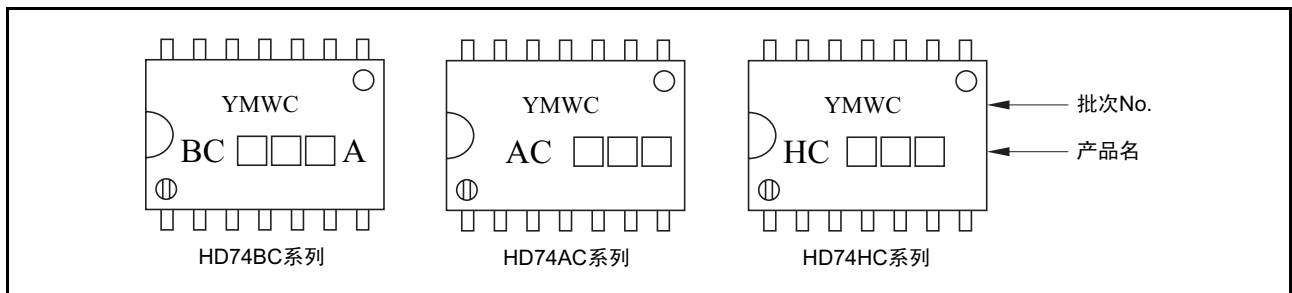 YMWC
BC □□□ A
HD74BC系列
YMWC
AC □□□
HD74AC系列
YMWC
HC □□□
HD74HC系列
批次No.
产品名